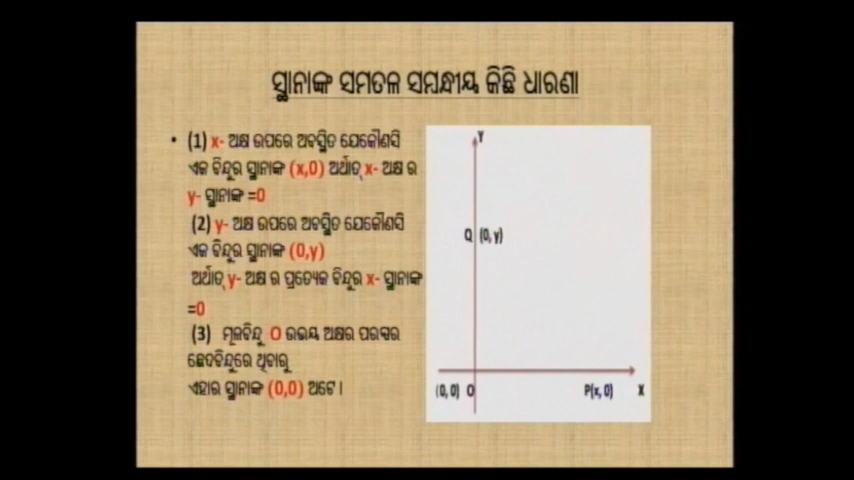 ସ୍ଥାନାଙ୍କ ସମତଳ ସମ୍ବନ୍ଧୀୟ କିଛି ଧାରଣା
• (1) x- ଅକ୍ଷ ଉପରେ ଅବସ୍ଥିତ ଯେକୌଣସି
ଏକ ବିନ୍ଦୁର ସ୍ଥାନାଙ୍କ (x,0) ଅର୍ଥାତ୍ x- ଅକ୍ଷ ର
y- ସ୍ଥାନାଙ୍କ =0
(2) y- ଅକ୍ଷ ଉପରେ ଅବସ୍ଥିତ ଯେକୌଣସି
ଏକ ବିନ୍ଦୁର ସ୍ଥାନାଙ୍କ (0,y)
ଅର୍ଥାତ୍ y- ଅକ୍ଷ ର ପ୍ରତ୍ୟେକ ବିନ୍ଦୁର x- ସ୍ଥାନାଙ୍କ
=0
(3) ମୂଳବିନ୍ଦୁ O ଉଭୟ ଅକ୍ଷର ପରସ୍ପର
ଛେଦବିନ୍ଦୁରେ ଥିବାରୁ
ଏହାର ସ୍ଥାନାଙ୍କ (0,0) ଅଟେ ।
Y
Q (0, y)
(0, 0) O P(x, 0) X